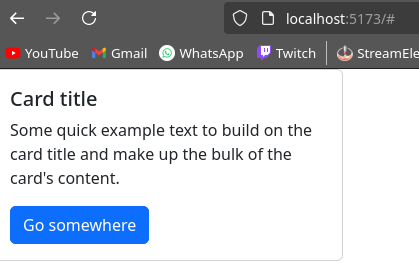 localhost:5173/#
YouTube Gmail WhatsApp Twitch StreamEle
Card title
Some quick example text to build on the
card title and make up the bulk of the
card's content.
Go somewhere